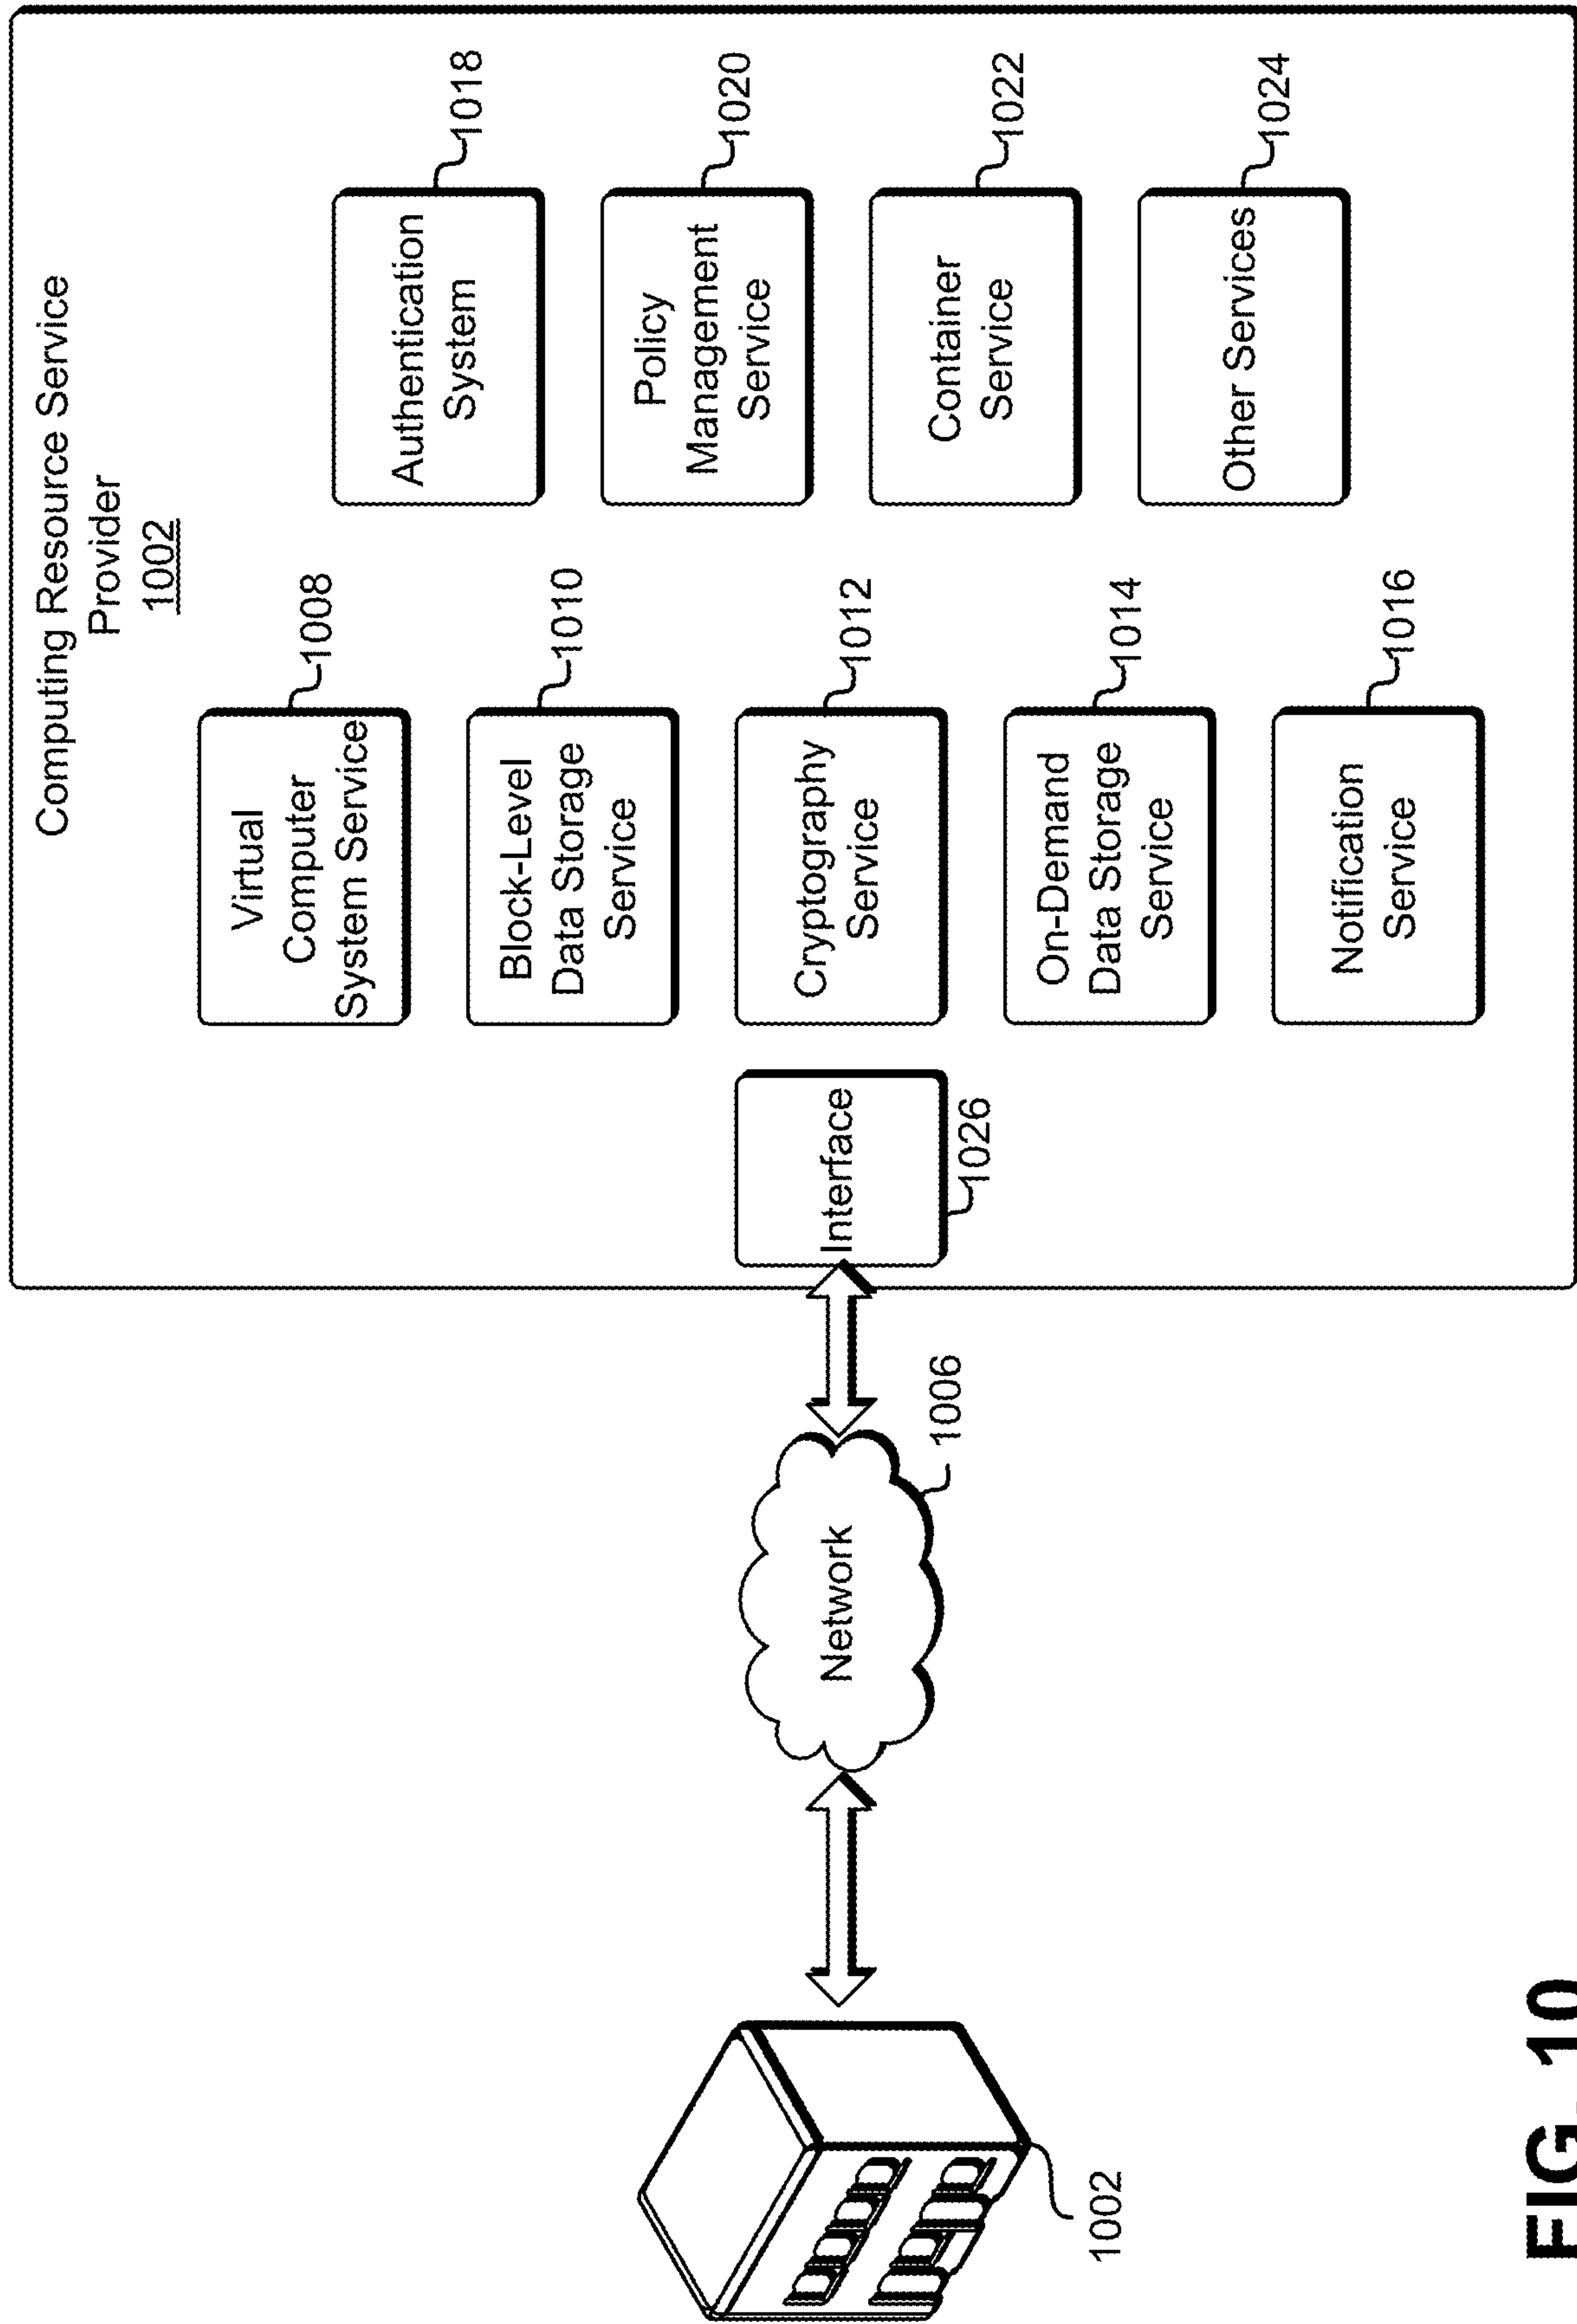 Computing Resource Service
Provider
1002
Virtual
Computer
System Service
1008
Block-Level
Data Storage
Service
1010
Cryptography
Service
1012
On-Demand
Data Storage
Service
1014
Notification
Service
1016
Authentication
System
1018
Policy
Management
Service
1020
Container
Service
1022
Other Services
1024
Interface
1026
Network
1006
1002
FIG. 10